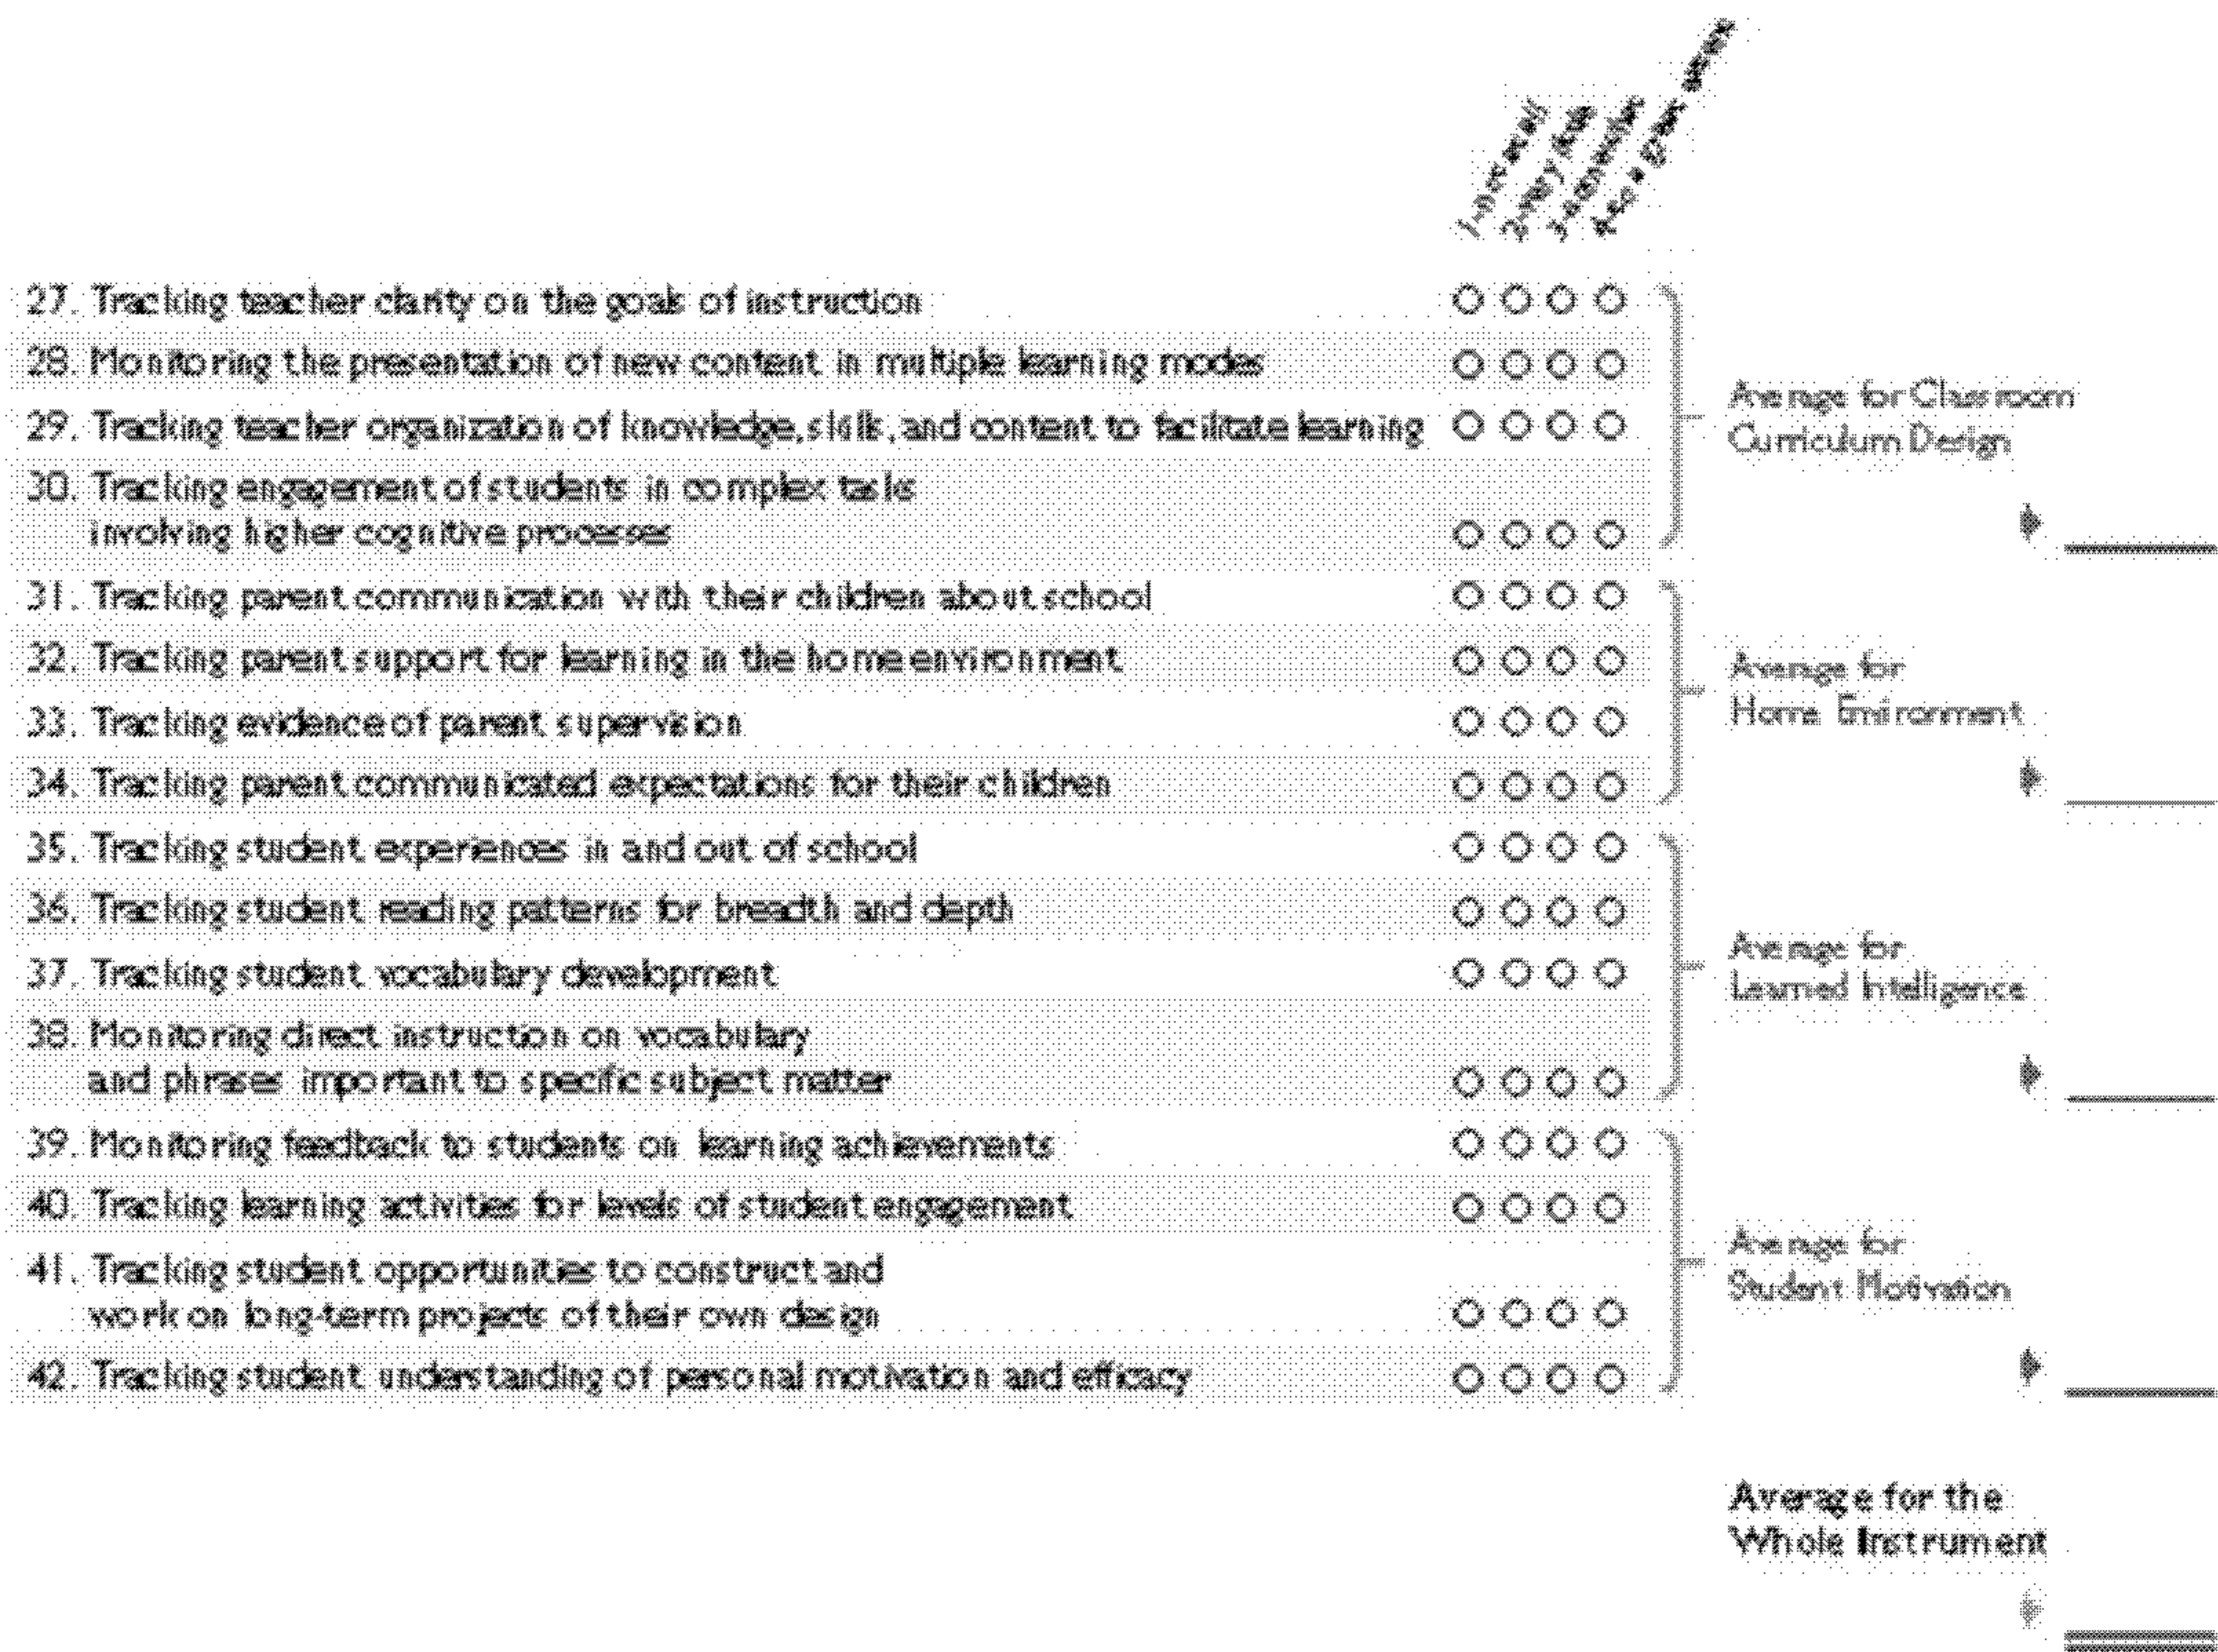 1–not at all
27. Tracking teacher clarity on the goals of instruction
28. Monitoring the presentation of new content in multiple learning modes
29. Tracking teacher organization of knowledge, skills, and content to facilitate learning
30. Tracking engagement of students in complex tasks
involving higher cognitive processes
Average for Classroom
Curriculum Design
31. Tracking parent communication with their children about school
32. Tracking parent support for learning in the home environment
33. Tracking evidence of parent supervision
34. Tracking parent communicated expectations for their children
Average for
Home Environment
35. Tracking student experiences in and out of school
36. Tracking student reading patterns for breadth and depth
37. Tracking student vocabulary development
38. Monitoring direct instruction on vocabulary
and phrases important to specific subject matter
Average for
Learned Intelligence
39. Monitoring feedback to students on learning achievements
40. Tracking learning activities for levels of student engagement
41. Tracking student opportunities to construct and
work on long-term projects of their own design
42. Tracking student understanding of personal motivation and efficacy
Average for
Student Motivation
Average for the
Whole Instrument